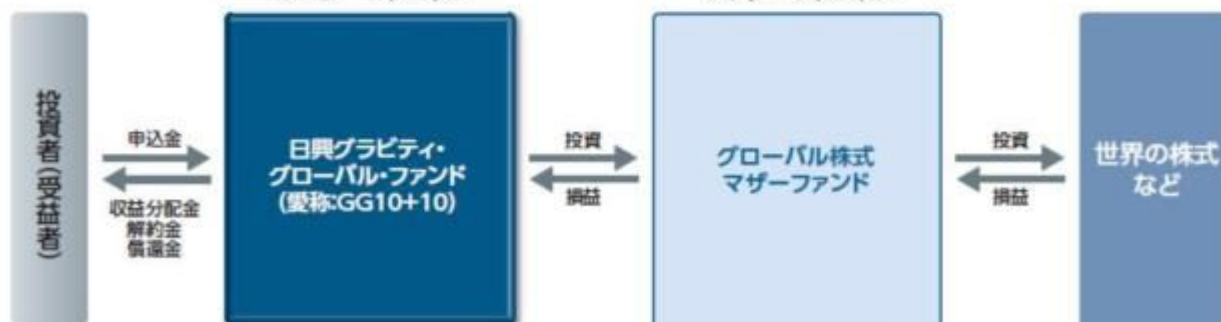 投資者(受益者)
申込金
収益分配金
解約金
償還金
日興グラビティ・
グローバル・ファンド
(愛称:GG10+10)
投資
損益
グローバル株式
マザーファンド
投資
損益
世界の株式
など